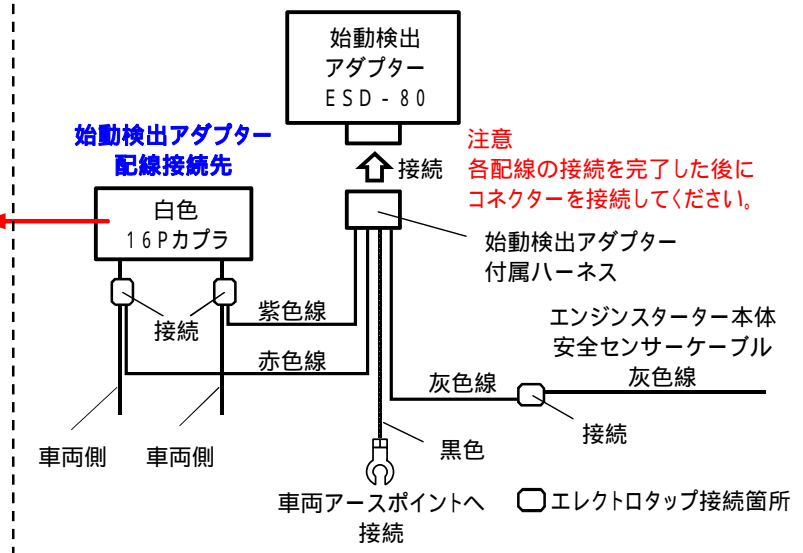 始動検出
アダプター
ESD-80
始動検出アダプター
配線接続先
注意
各配線の接続を完了した後に
コネクターを接続してください。
接続
白色
16Pカプラ
始動検出アダプター
付属ハーネス
接続
紫色線
赤色線
エンジンスターター本体
安全センサーケーブル
灰色線
灰色線
接続
車両側
車両側
黒色
車両アースポイントへ
接続
エレクトロタップ接続箇所